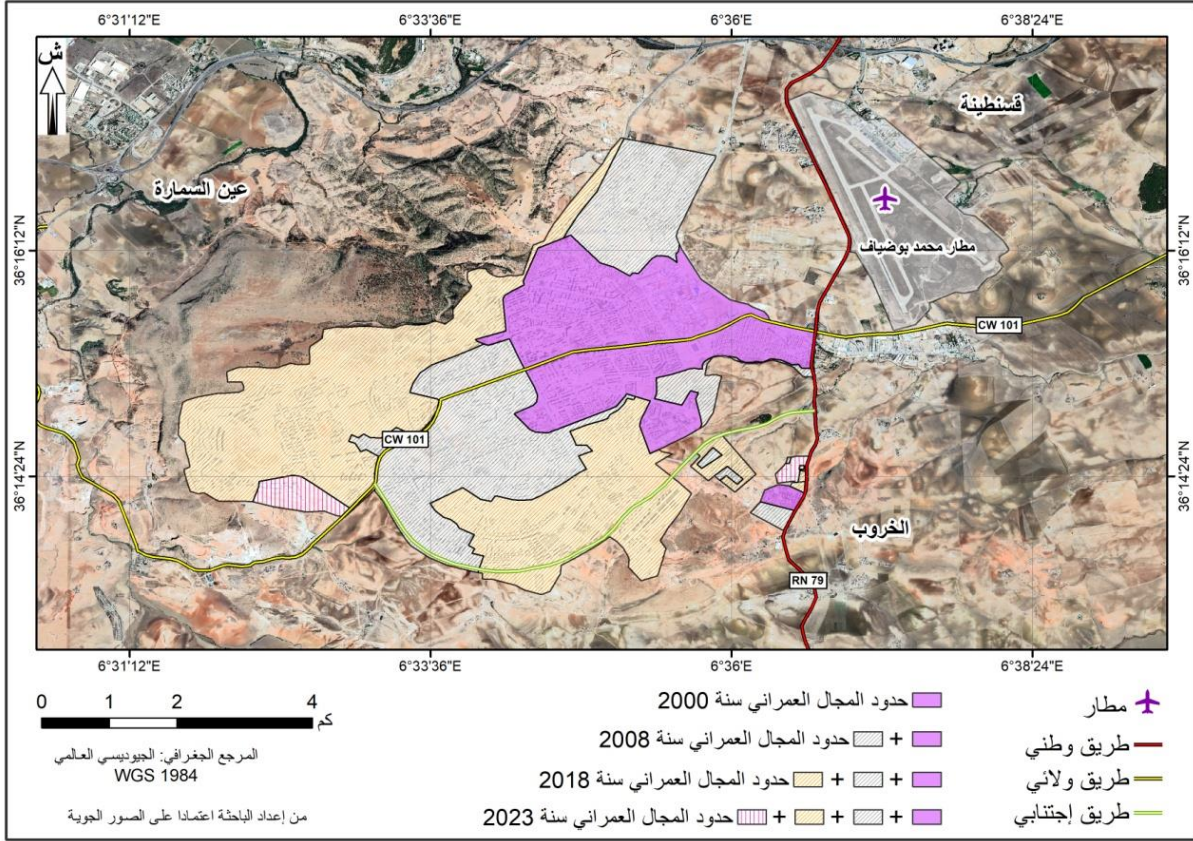 6°31'12"E
6°33'36"E
6°36'E
6°38'24"E
ش
قسنطينة
عين السمارة
36°16'12"N
36°16'12"N
مطار محمد بوضياف
CW 101
CW 101
36°14'24"N
36°14'24"N
الخروب
RN 79
6°31'12"E
6°33'36"E
6°36'E
6°38'24"E
مطار
طريق وطني
طريق ولائي
طريق إجتنابي
حدود المجال العمراني سنة 2000
+ حدود المجال العمراني سنة 2008
+ + حدود المجال العمراني سنة 2018
+ + + حدود المجال العمراني سنة 2023
0 1 2 4
كم
المرجع الجغرافي: الجيوديسي العالمي
WGS 1984
من إعداد الباحثة اعتمادا على الصور الجوية